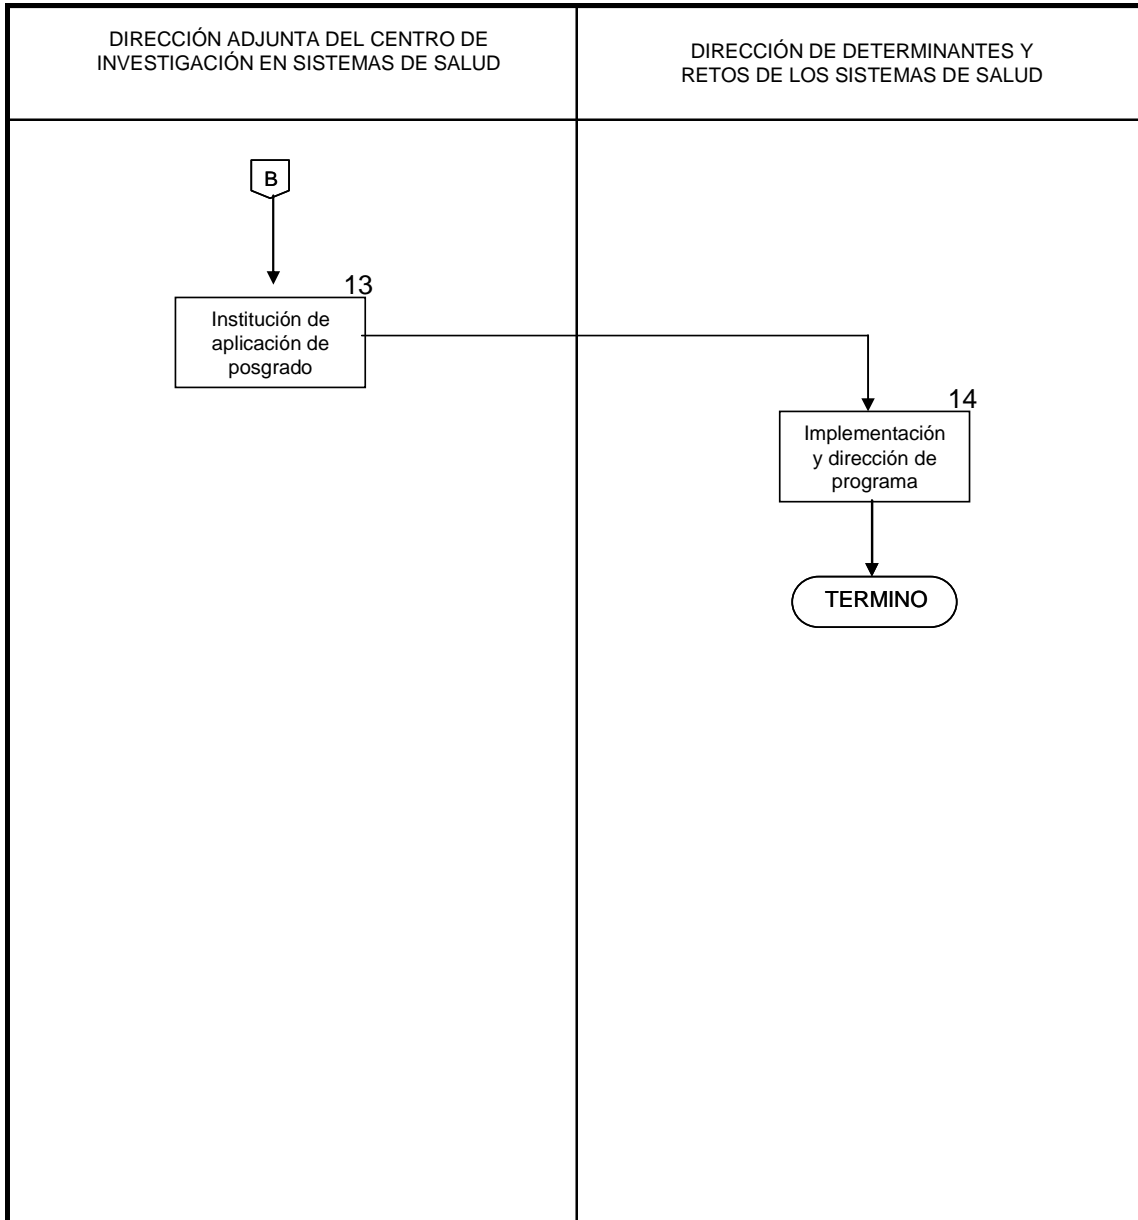 DIRECCIÓN ADJUNTA DEL CENTRO DE
INVESTIGACIÓN EN SISTEMAS DE SALUD
DIRECCIÓN DE DETERMINANTES Y
RETOS DE LOS SISTEMAS DE SALUD
B
13
Institución de
aplicación de
posgrado
14
Implementación
y dirección de
programa
TERMINO